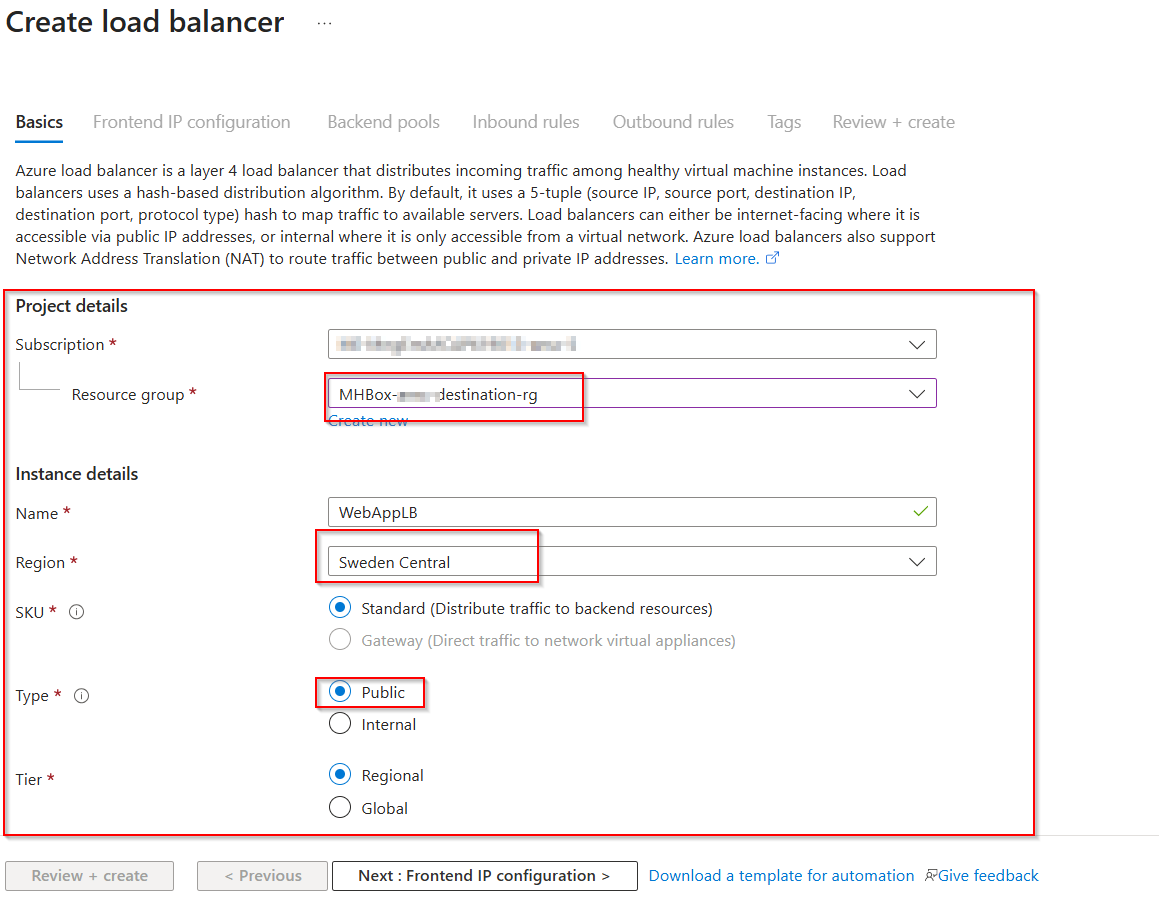 Create load balancer ...
Basics Frontend IP configuration Backend pools Inbound rules Outbound rules Tags Review + create
Azure load balancer is a layer 4 load balancer that distributes incoming traffic among healthy virtual machine instances. Load
balancers uses a hash-based distribution algorithm. By default, it uses a 5-tuple (source IP, source port, destination IP,
destination port, protocol type) hash to map traffic to available servers. Load balancers can either be internet-facing where it is
accessible via public IP addresses, or internal where it is only accessible from a virtual network. Azure load balancers also support
Network Address Translation (NAT) to route traffic between public and private IP addresses. Learn more.
Project details
Subscription *
Resource group * MHBox- destination-rg
Create new
Instance details
Name * WebAppLB
Region * Sweden Central
SKU * Standard (Distribute traffic to backend resources)
Gateway (Direct traffic to network virtual appliances)
Type * Public
Internal
Tier * Regional
Global
Review + create < Previous Next : Frontend IP configuration > Download a template for automation Give feedback